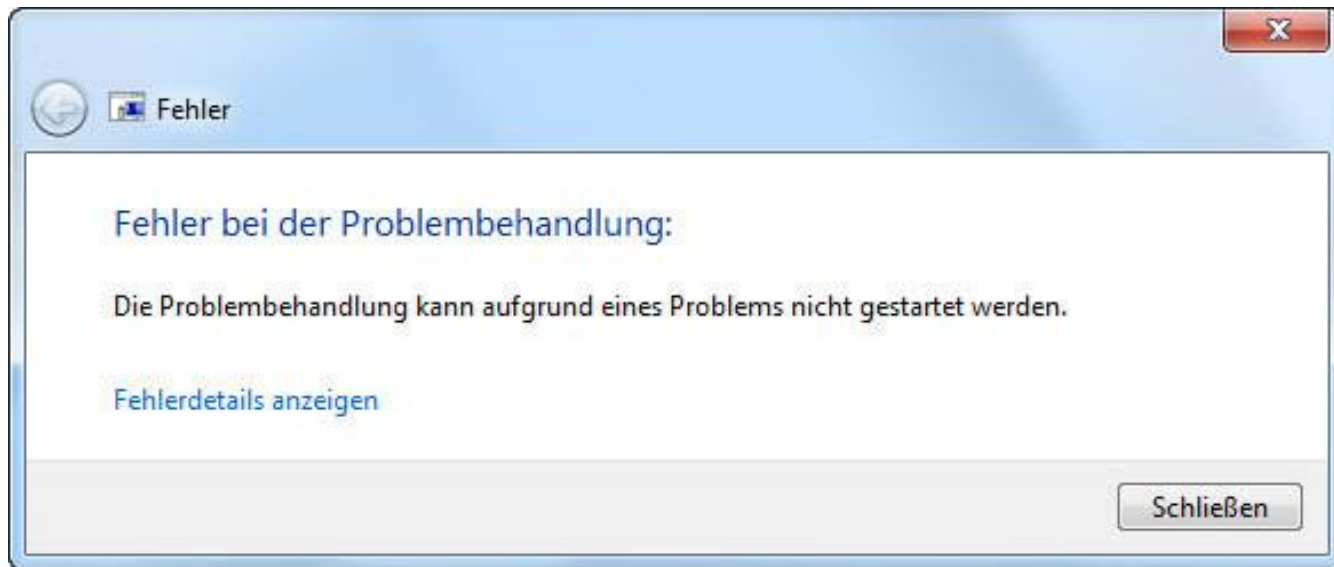 Fehler
Fehler bei der Problembehandlung:
Die Problembehandlung kann aufgrund eines Problems nicht gestartet werden.
Fehlerdetails anzeigen
Schließen